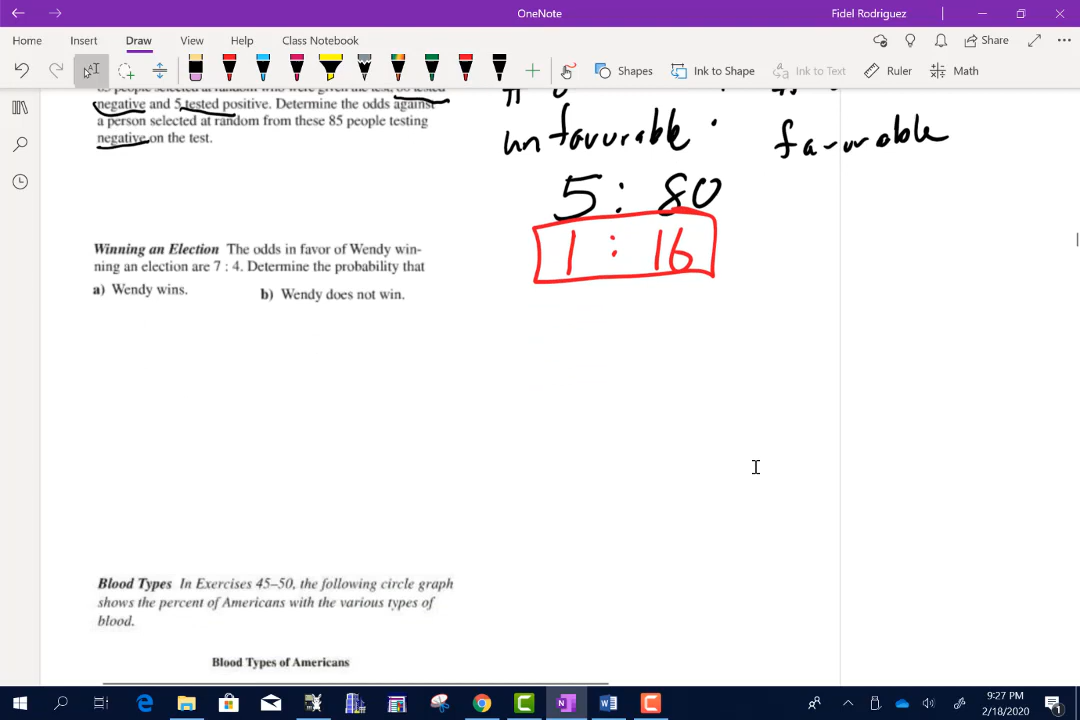 OneNote
Fidel Rodriguez
Home Insert Draw View Help Class Notebook
Share
Shapes Ink to Shape Ink to Text Ruler Math
negative and 5 tested positive. Determine the odds against
a person selected at random from these 85 people testing
negative on the test.
unfavorable : favorable
5 : 80
1 : 16
Winning an Election The odds in favor of Wendy win-
ning an election are 7 : 4. Determine the probability that
a) Wendy wins. b) Wendy does not win.
Blood Types In Exercises 45–50, the following circle graph
shows the percent of Americans with the various types of
blood.
Blood Types of Americans
9:27 PM
2/18/2020